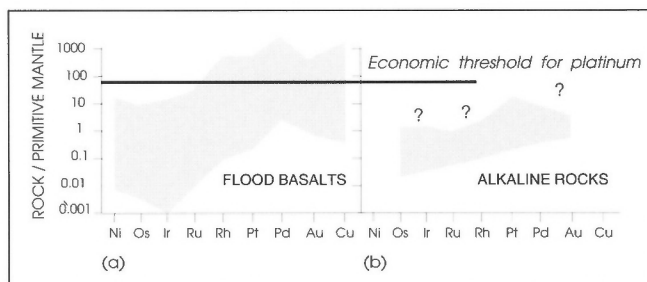 ROCK / PRIMITIVE MANTLE
1000
100
10
1
0.1
0.01
0.001
Economic threshold for platinum
? ? ?
FLOOD BASALTS
ALKALINE ROCKS
Ni Os Ir Ru Rh Pt Pd Au Cu
Ni Os Ir Ru Rh Pt Pd Au Cu
(a)
(b)